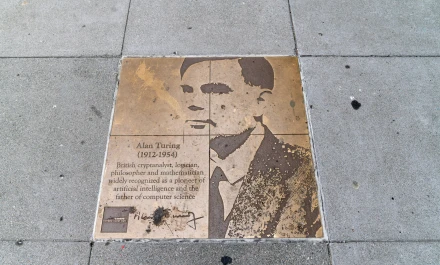 Alan Turing
(1912-1954)
British cryptanalyst, logician,
philosopher and mathematician
widely recognized as a pioneer of
artificial intelligence and the
father of computer science